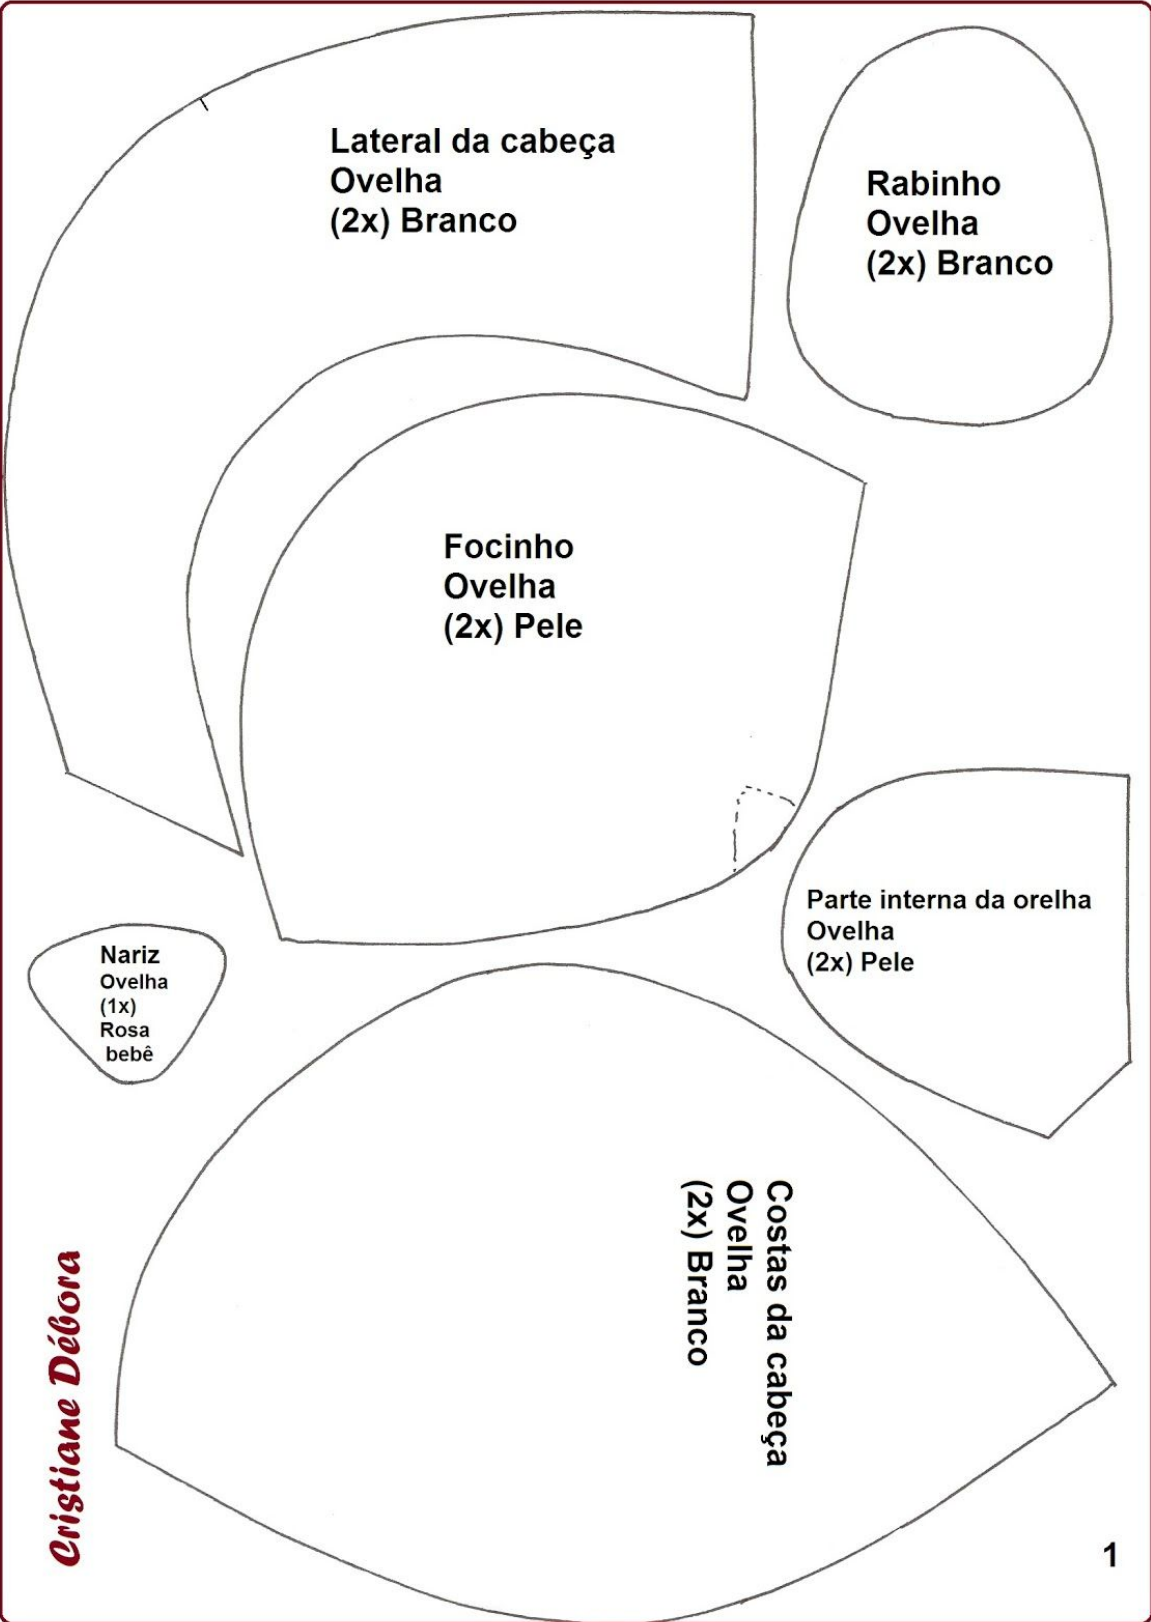 Lateral da cabeça
Ovelha
(2x) Branco
Rabinho
Ovelha
(2x) Branco
Focinho
Ovelha
(2x) Pele
Parte interna da orelha
Ovelha
(2x) Pele
Nariz
Ovelha
(1x)
Rosa
bebê
Costas da cabeça
Ovelha
(2x) Branco
Cristiane Débora
1